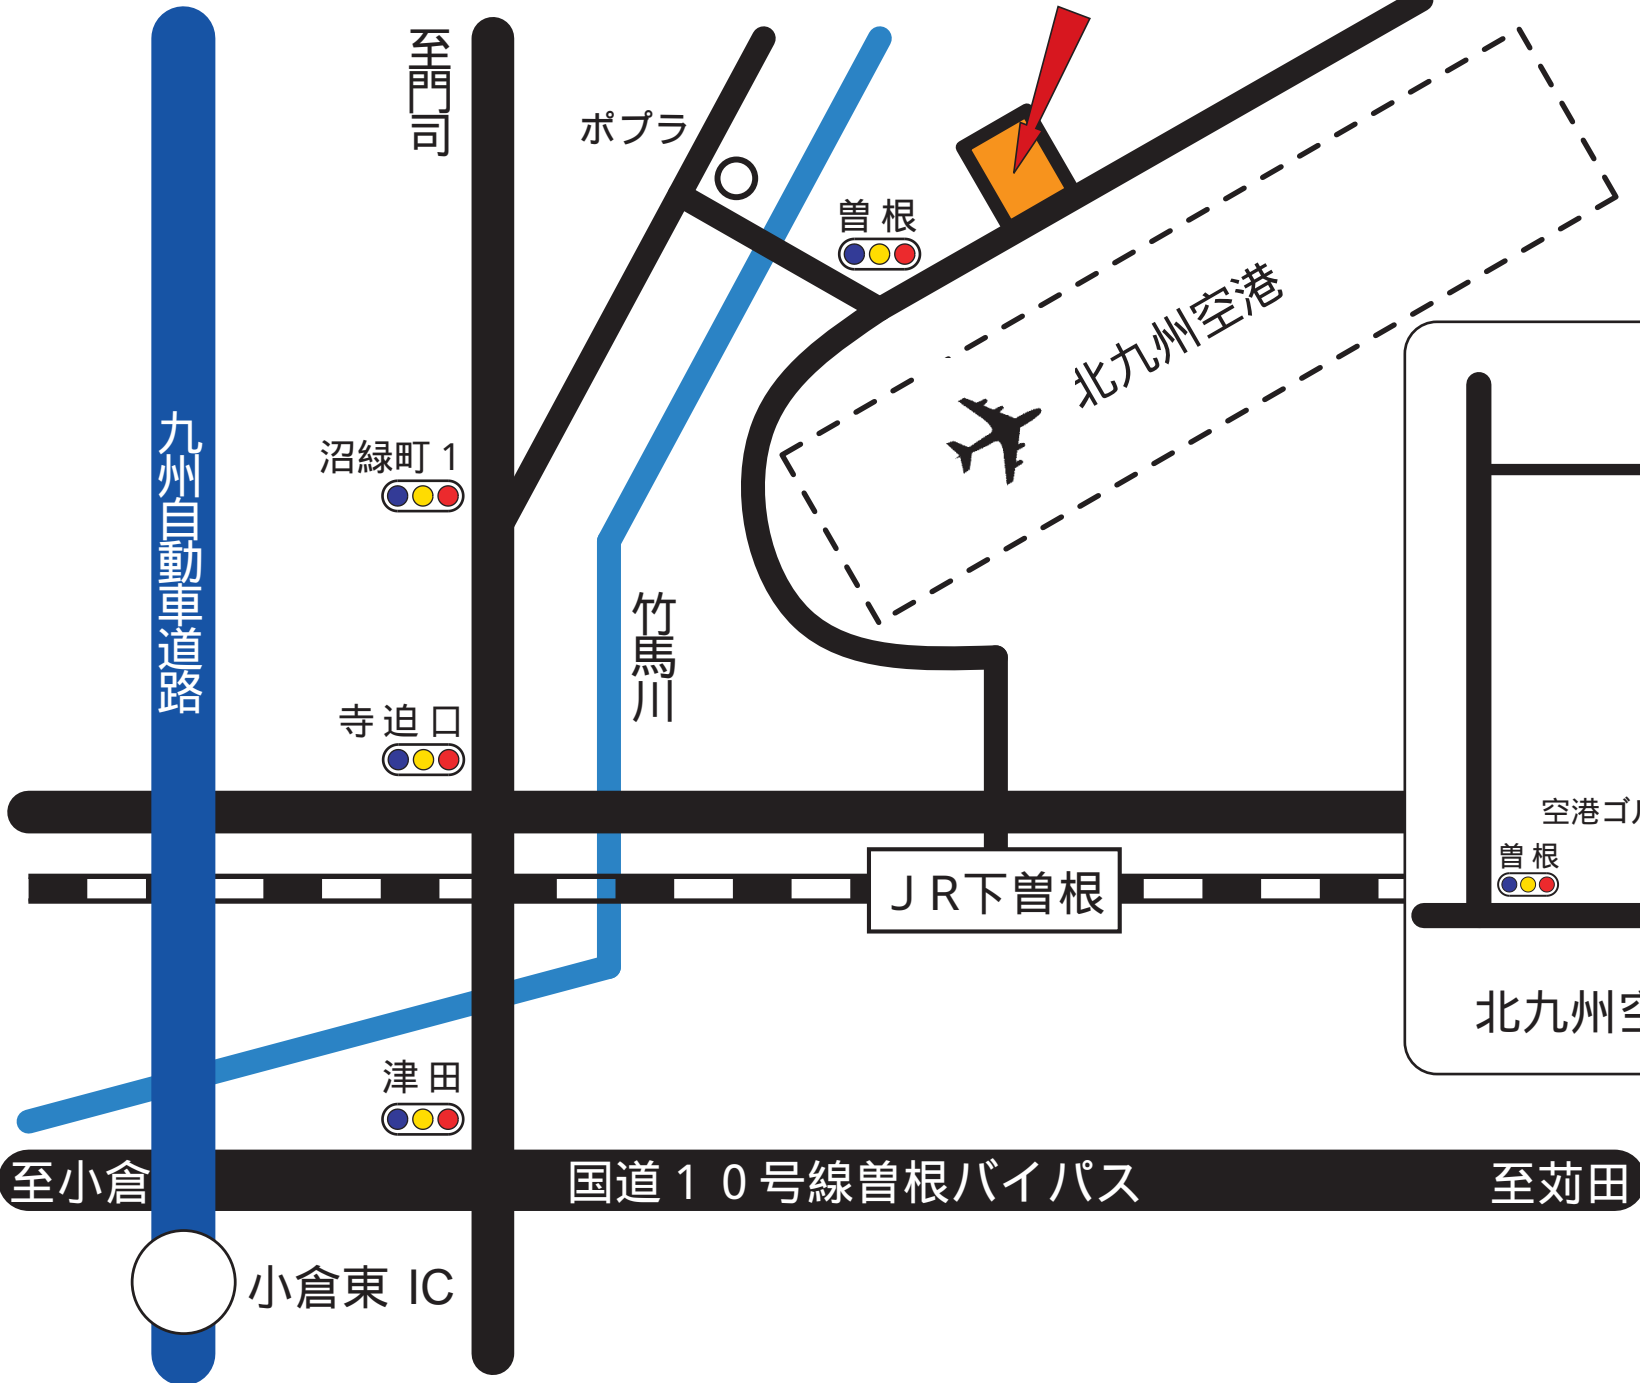 至門司
ポプラ
曽根
北九州空港
九州自動車道路
沼緑町1
竹馬川
寺迫口
空港ゴル
曽根
JR下曽根
北九州空
津田
至小倉
国道10号線曽根バイパス
至苅田
小倉東 IC